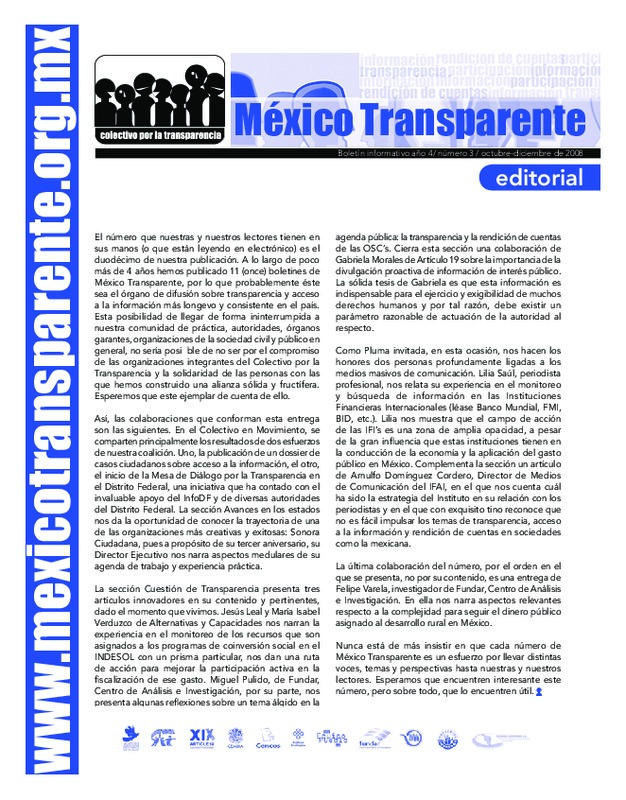 www.mexicotransparente.org.mx
colectivo por la transparencia
información rendición de cuentas partici
transparencia participación información
participación
rendición de cuentas información
México Transparente
Boletín informativo año 4/ número 3 / octubre-diciembre de 2008
editorial
El número que nuestras y nuestros lectores tienen en
sus manos (o que están leyendo en electrónico) es el
duodécimo de nuestra publicación. A lo largo de poco
más de 4 años hemos publicado 11 (once) boletines de
México Transparente, por lo que probablemente éste
sea el órgano de difusión sobre transparencia y acceso
a la información más longevo y consistente en el país.
Esta posibilidad de llegar de forma ininterrumpida a
nuestra comunidad de práctica, autoridades, órganos
garantes, organizaciones de la sociedad civil y público en
general, no sería posi ble de no ser por el compromiso
de las organizaciones integrantes del Colectivo por la
Transparencia y la solidaridad de las personas con las
que hemos construido una alianza sólida y fructífera.
Esperemos que este ejemplar de cuenta de ello.
Así, las colaboraciones que conforman esta entrega
son las siguientes. En el Colectivo en Movimiento, se
comparten principalmente los resultados de dos esfuerzos
de nuestra coalición. Uno, la publicación de un dossier de
casos ciudadanos sobre acceso a la información, el otro,
el inicio de la Mesa de Diálogo por la Transparencia en
el Distrito Federal, una iniciativa que ha contado con el
invaluable apoyo del InfoDF y de diversas autoridades
del Distrito Federal. La sección Avances en los estados
nos da la oportunidad de conocer la trayectoria de una
de las organizaciones más creativas y exitosas: Sonora
Ciudadana, pues a propósito de su tercer aniversario, su
Director Ejecutivo nos narra aspectos medulares de su
agenda de trabajo y experiencia práctica.
La sección Cuestión de Transparencia presenta tres
artículos innovadores en su contenido y pertinentes,
dado el momento que vivimos. Jesús Leal y María Isabel
Verduzco de Alternativas y Capacidades nos narran la
experiencia en el monitoreo de los recursos que son
asignados a los programas de coinversión social en el
INDESOL con un prisma particular, nos dan una ruta
de acción para mejorar la participación activa en la
fiscalización de ese gasto. Miguel Pulido, de Fundar,
Centro de Análisis e Investigación, por su parte, nos
presenta algunas reflexiones sobre un tema álgido en la
agenda pública: la transparencia y la rendición de cuentas
de las OSC's. Cierra esta sección una colaboración de
Gabriela Morales de Artículo 19 sobre la importancia de la
divulgación proactiva de información de interés público.
La sólida tesis de Gabriela es que esta información es
indispensable para el ejercicio y exigibilidad de muchos
derechos humanos y por tal razón, debe existir un
parámetro razonable de actuación de la autoridad al
respecto.
Como Pluma invitada, en esta ocasión, nos hacen los
honores dos personas profundamente ligadas a los
medios masivos de comunicación. Lilia Saúl, periodista
profesional, nos relata su experiencia en el monitoreo
y búsqueda de información en las Instituciones
Financieras Internacionales (léase Banco Mundial, FMI,
BID, etc.). Lilia nos muestra que el campo de acción
de las IFI's es una zona de amplia opacidad, a pesar
de la gran influencia que estas instituciones tienen en
la conducción de la economía y la aplicación del gasto
público en México. Complementa la sección un artículo
de Arnulfo Domínguez Cordero, Director de Medios
de Comunicación del IFAI, en el que nos cuenta cuál
ha sido la estrategia del Instituto en su relación con los
periodistas y en el que con exquisito tino reconoce que
no es fácil impulsar los temas de transparencia, acceso
a la información y rendición de cuentas en sociedades
como la mexicana.
La última colaboración del número, por el orden en el
que se presenta, no por su contenido, es una entrega de
Felipe Varela, investigador de Fundar, Centro de Análisis
e Investigación. En ella nos narra aspectos relevantes
respecto a la complejidad para seguir el dinero público
asignado al desarrollo rural en México.
Nunca está de más insistir en que cada número de
México Transparente es un esfuerzo por llevar distintas
voces, temas y perspectivas hasta nuestras y nuestros
lectores. Esperamos que encuentren interesante este
número, pero sobre todo, que lo encuentren útil.
XIX
ARTICLE 19
Cencos
fundar